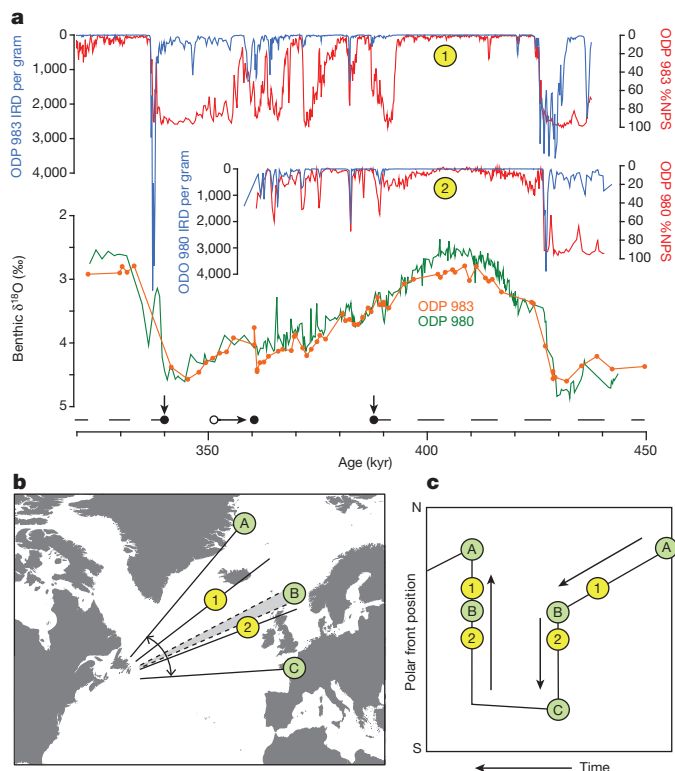 a
0
1,000
2,000
3,000
4,000
ODP 983 IRD per gram
0
20
40
60
80
100
ODP 983 %NPS
1
0
1,000
2,000
3,000
4,000
ODO 980 IRD per gram
0
20
40
60
80
100
ODP 980 %NPS
2
2
3
4
5
Benthic δ18O (‰)
ODP 983
ODP 980
350
400
450
Age (kyr)
b
A
1
B
2
C
c
N
A
A
1
1
B
B
2
2
C
S
Polar front position
Time